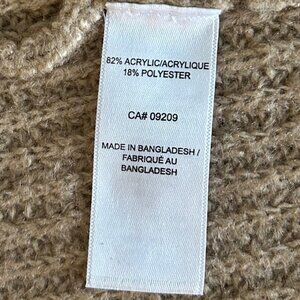 82% ACRYLIC/ACRYLIQUE
18% POLYESTER
CA# 09209
MADE IN BANGLADESH /
FABRIQUÉ AU
BANGLADESH